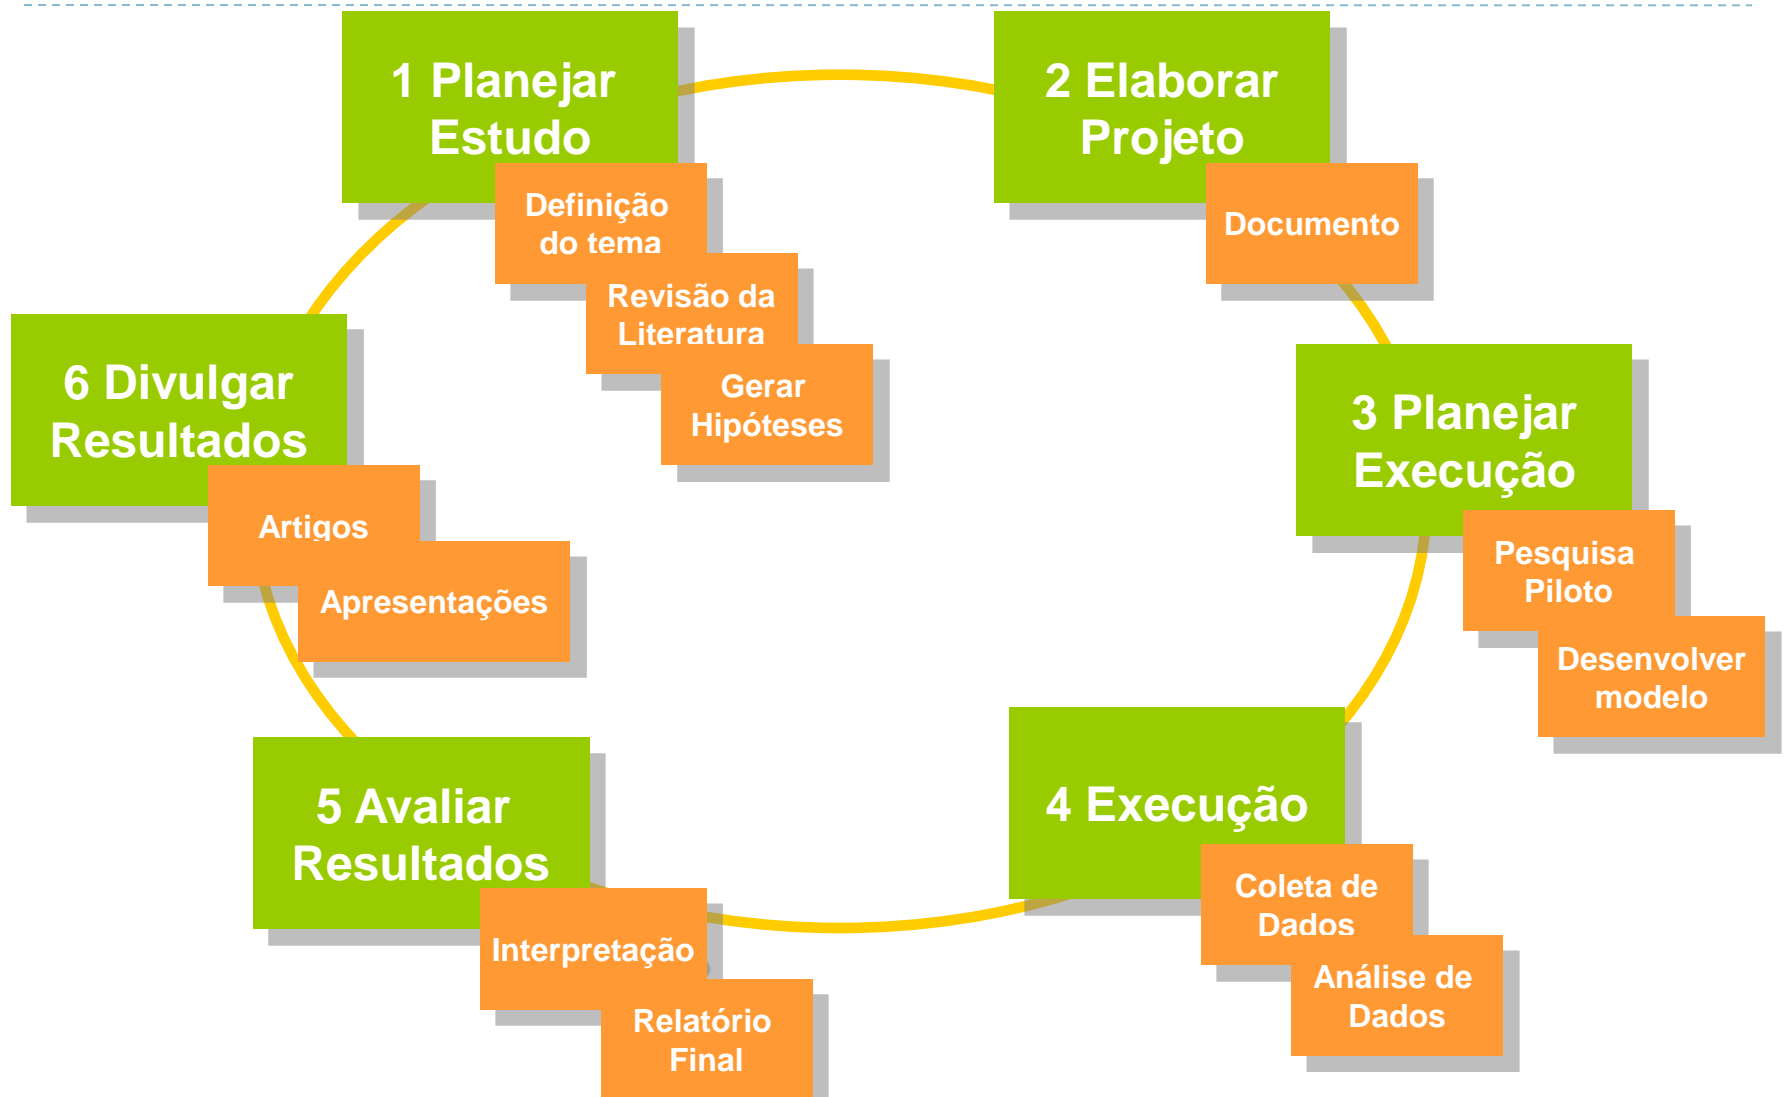 1 Planejar
Estudo
Definição
do tema
Revisão da
Literatura
Gerar
Hipóteses
2 Elaborar
Projeto
Documento
3 Planejar
Execução
Pesquisa
Piloto
Desenvolver
modelo
4 Execução
Coleta de
Dados
Análise de
Dados
5 Avaliar
Resultados
Interpretação
Relatório
Final
6 Divulgar
Resultados
Artigos
Apresentações